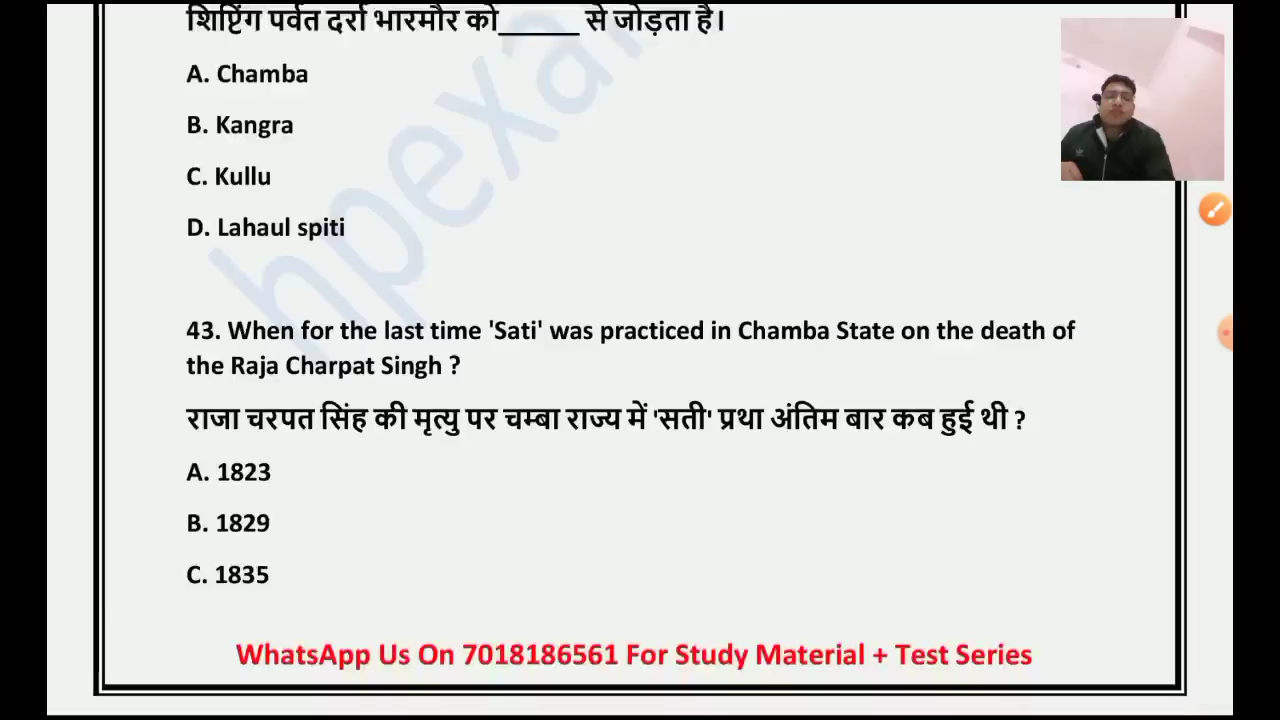 शिप्टिंग पर्वत दर्रा भारमौर को______ से जोड़ता है।
A. Chamba
B. Kangra
C. Kullu
D. Lahaul spiti
hpexa
43. When for the last time 'Sati' was practiced in Chamba State on the death of
the Raja Charpat Singh ?
राजा चरपत सिंह की मृत्यु पर चम्बा राज्य में 'सती' प्रथा अंतिम बार कब हुई थी ?
A. 1823
B. 1829
C. 1835
WhatsApp Us On 7018186561 For Study Material + Test Series